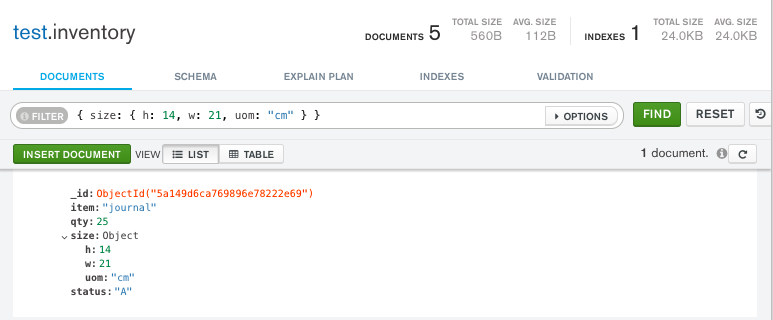 test.inventory
DOCUMENTS 5 TOTAL SIZE 560B AVG. SIZE 112B INDEXES 1 TOTAL SIZE 24.0KB AVG. SIZE 24.0KB
DOCUMENTS SCHEMA EXPLAIN PLAN INDEXES VALIDATION
FILTER { size: { h: 14, w: 21, uom: "cm" } } OPTIONS FIND RESET
INSERT DOCUMENT VIEW LIST TABLE 1 document.
_id: ObjectId("5a149d6ca769896e78222e69")
item: "journal"
qty: 25
size: Object
h: 14
w: 21
uom: "cm"
status: "A"